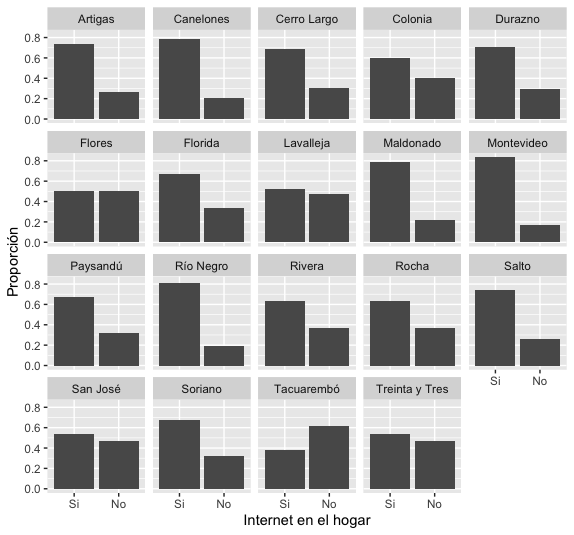 Artigas Canelones Cerro Largo Colonia Durazno
0.8
0.6
0.4
0.2
0.0
Flores Florida Lavalleja Maldonado Montevideo
0.8
0.6
0.4
0.2
0.0
Paysandú Río Negro Rivera Rocha Salto
0.8
0.6
0.4
0.2
0.0
Si No
San José Soriano Tacuarembó Treinta y Tres
0.8
0.6
0.4
0.2
0.0
Si No Si No Si No Si No
Internet en el hogar
Proporción